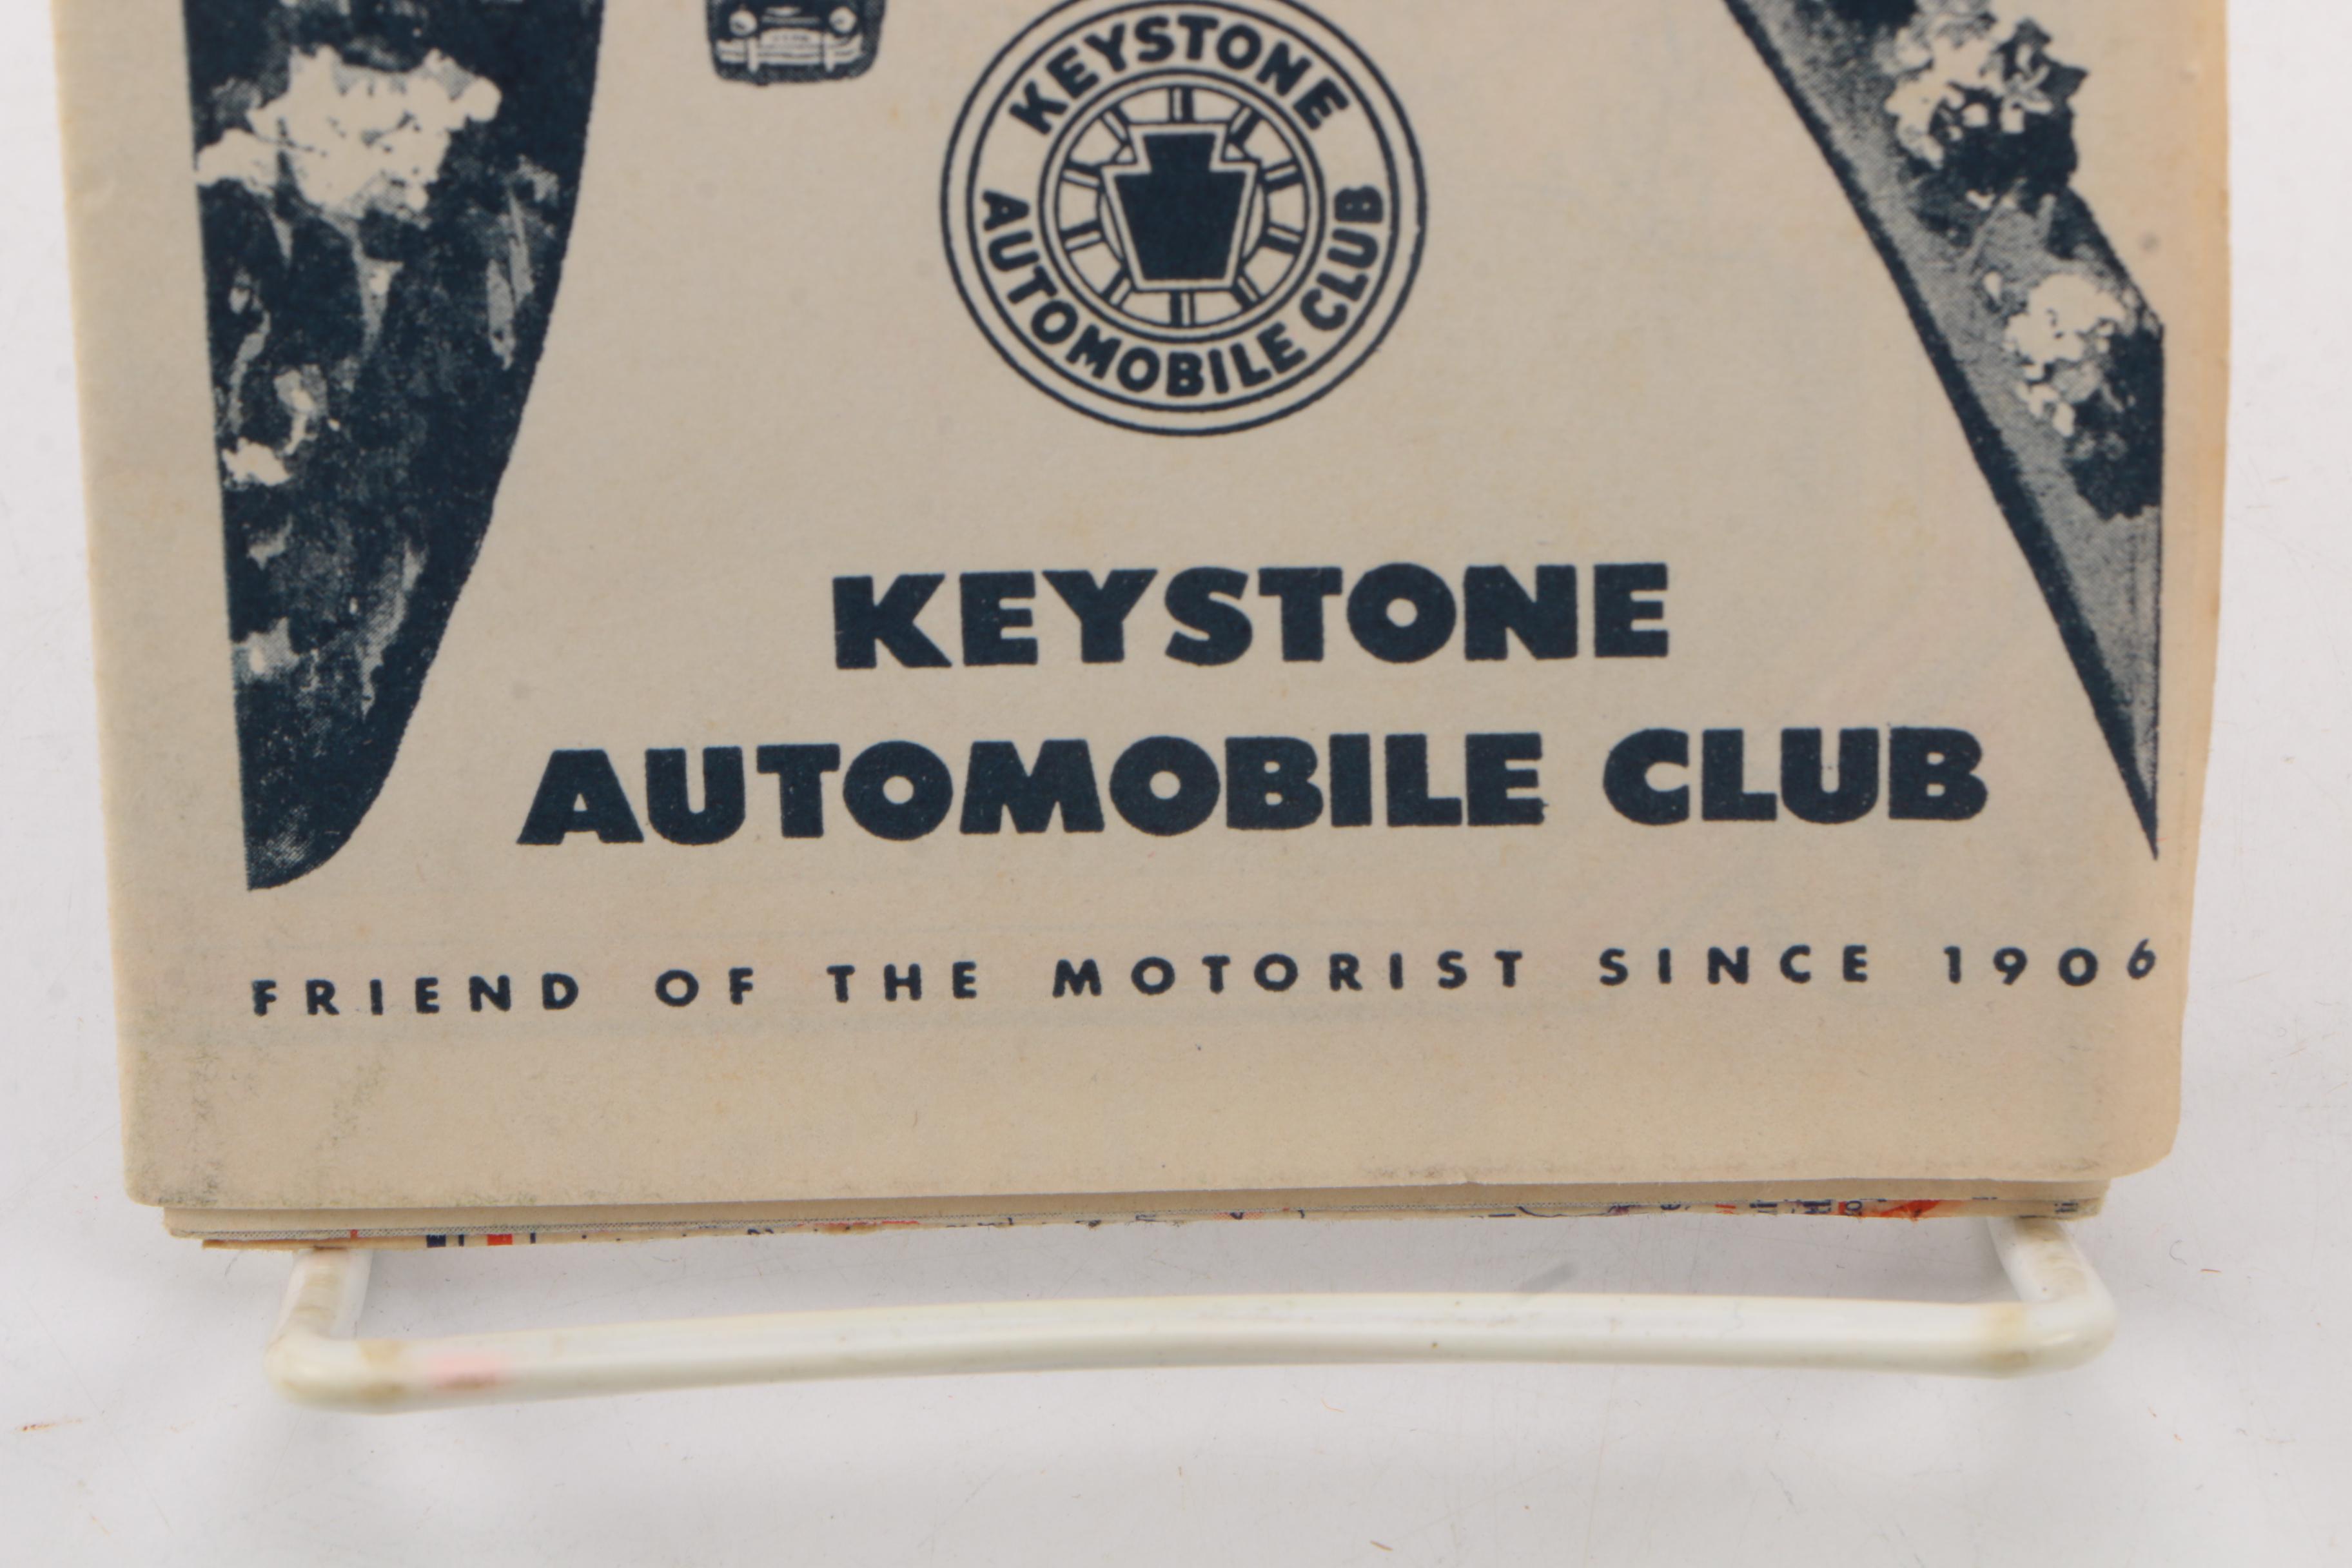 KEYSTONE
AUTOMOBILE CLUB
KEYSTONE
AUTOMOBILE CLUB
FRIEND OF THE MOTORIST SINCE 1906